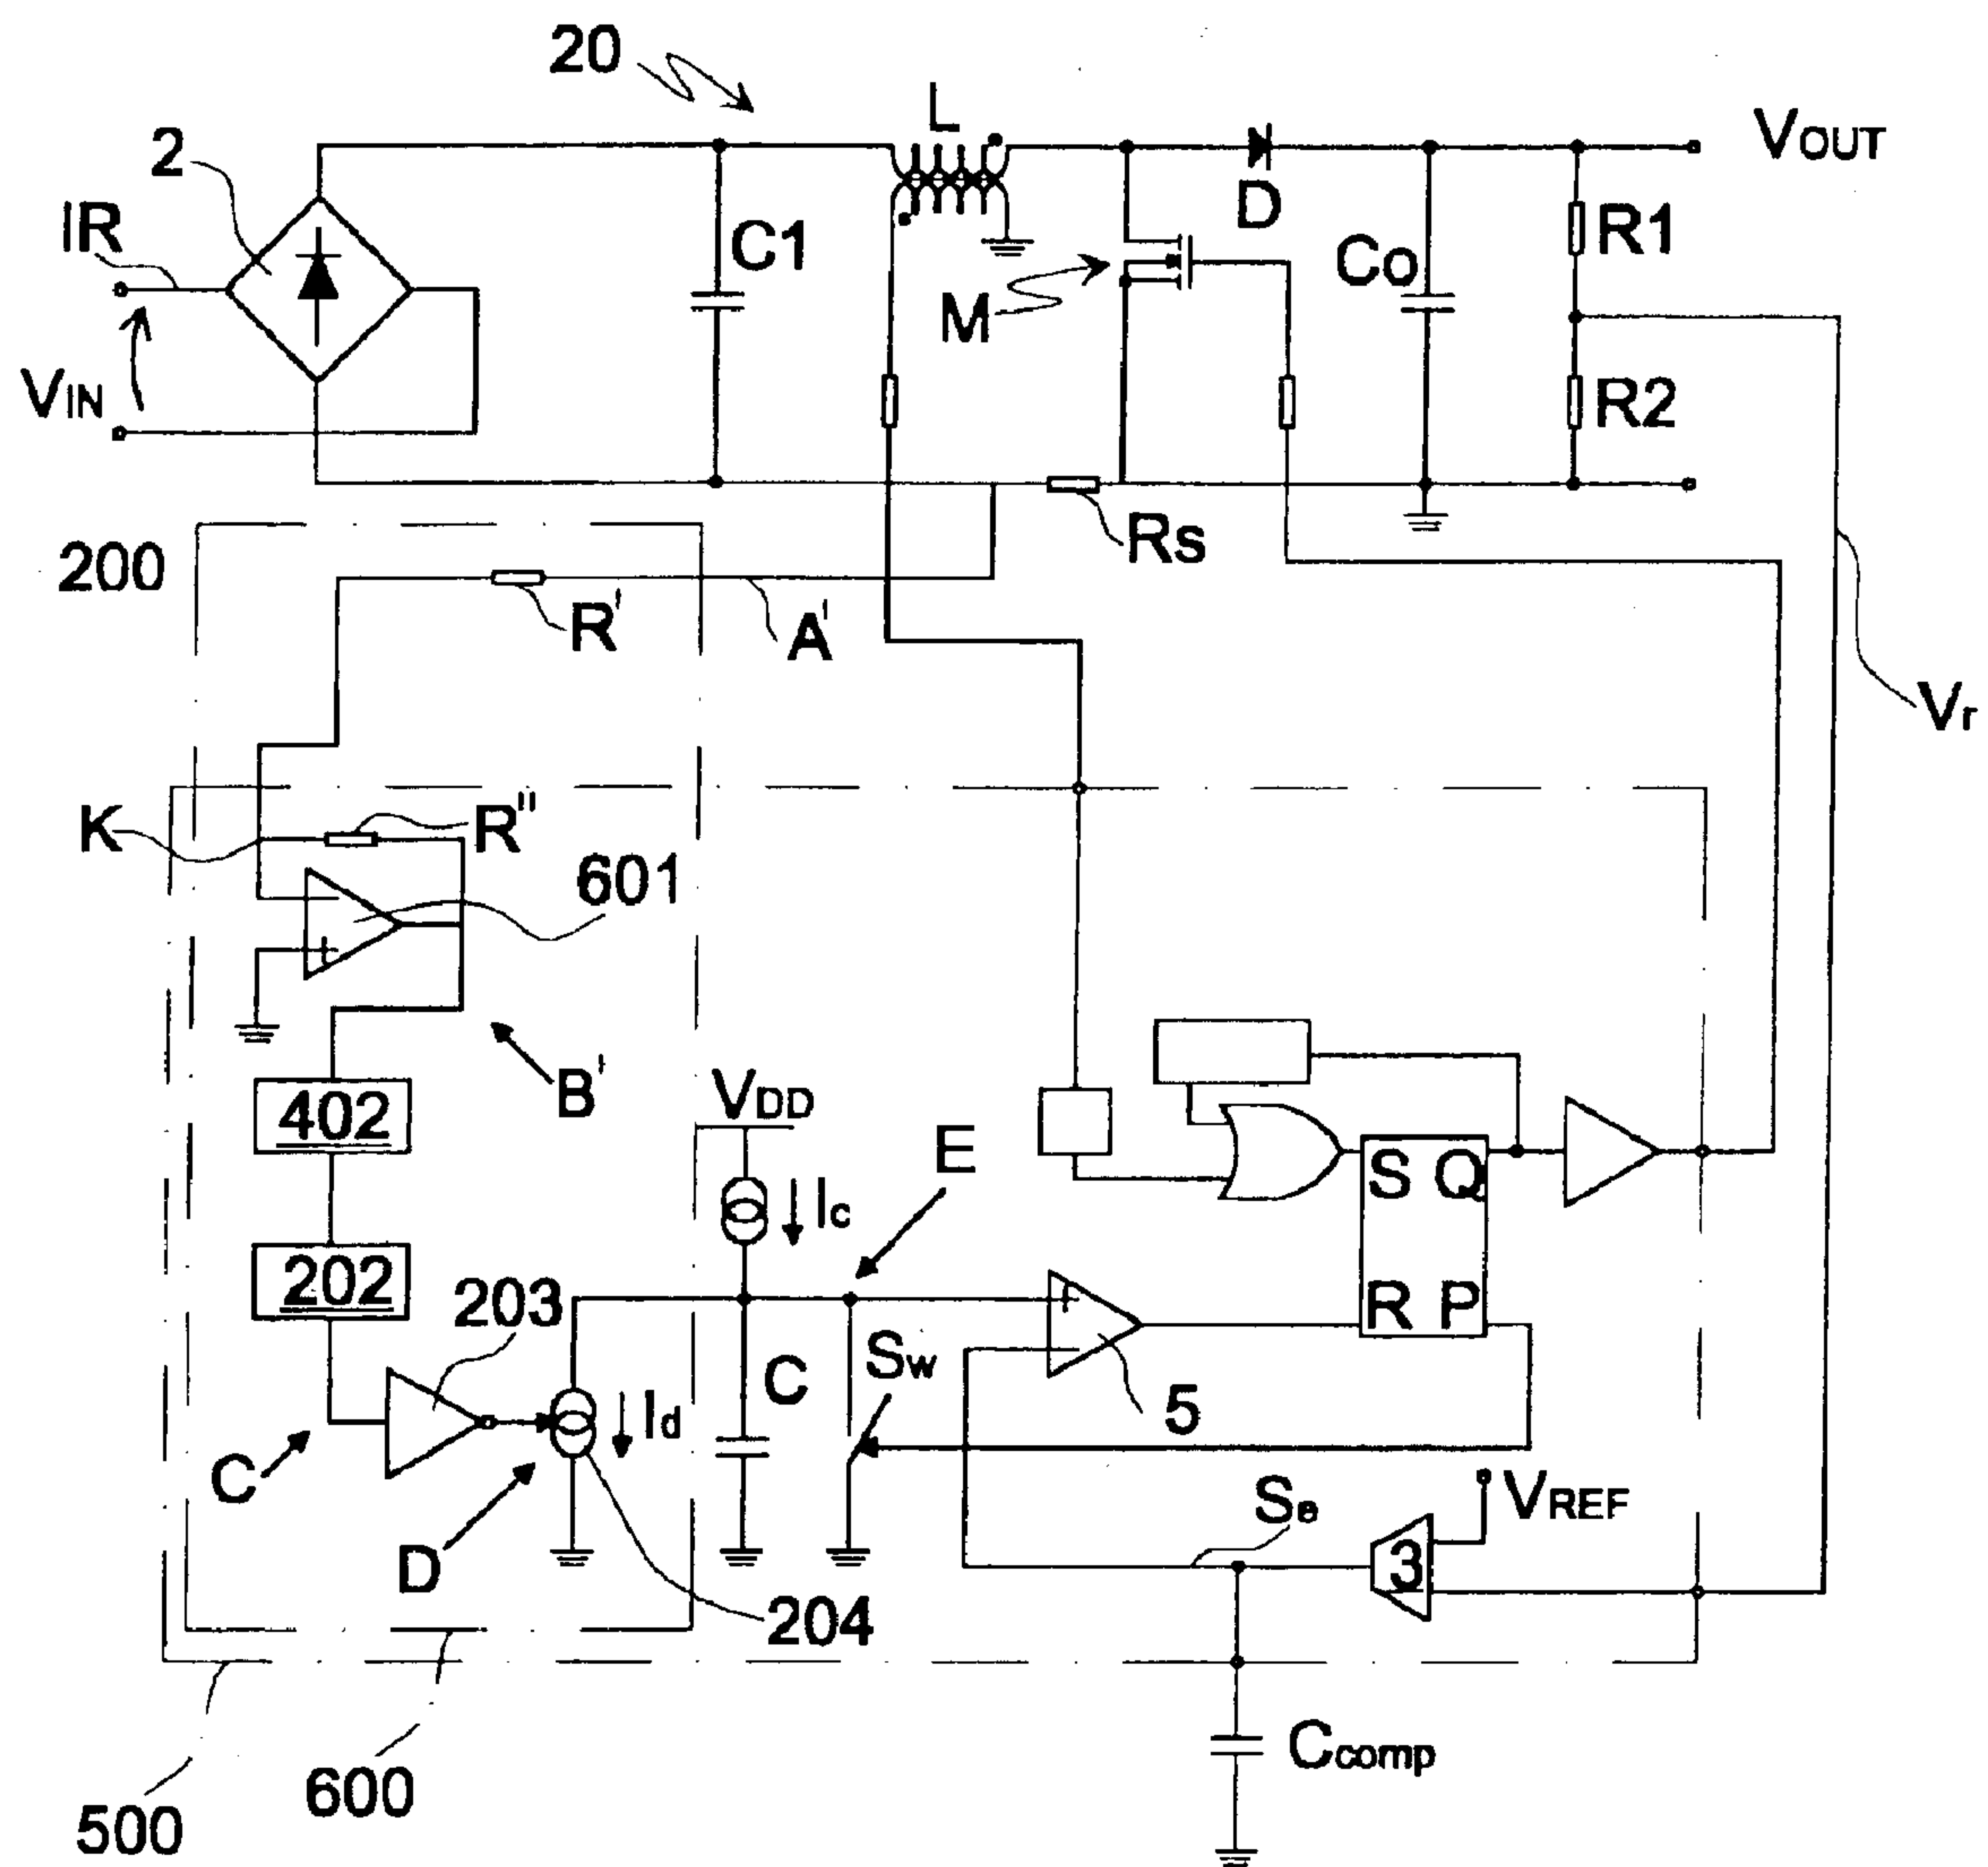 20
L
VOUT
2
IR
C1
D
R1
Co
M
VIN
R2
Rs
200
R'
A'
Vr
K
R"
601
B'
402
VDD
E
Ic
S Q
202
203
R P
Sw
C
5
Id
C
Se
VREF
D
3
204
Ccomp
600
500